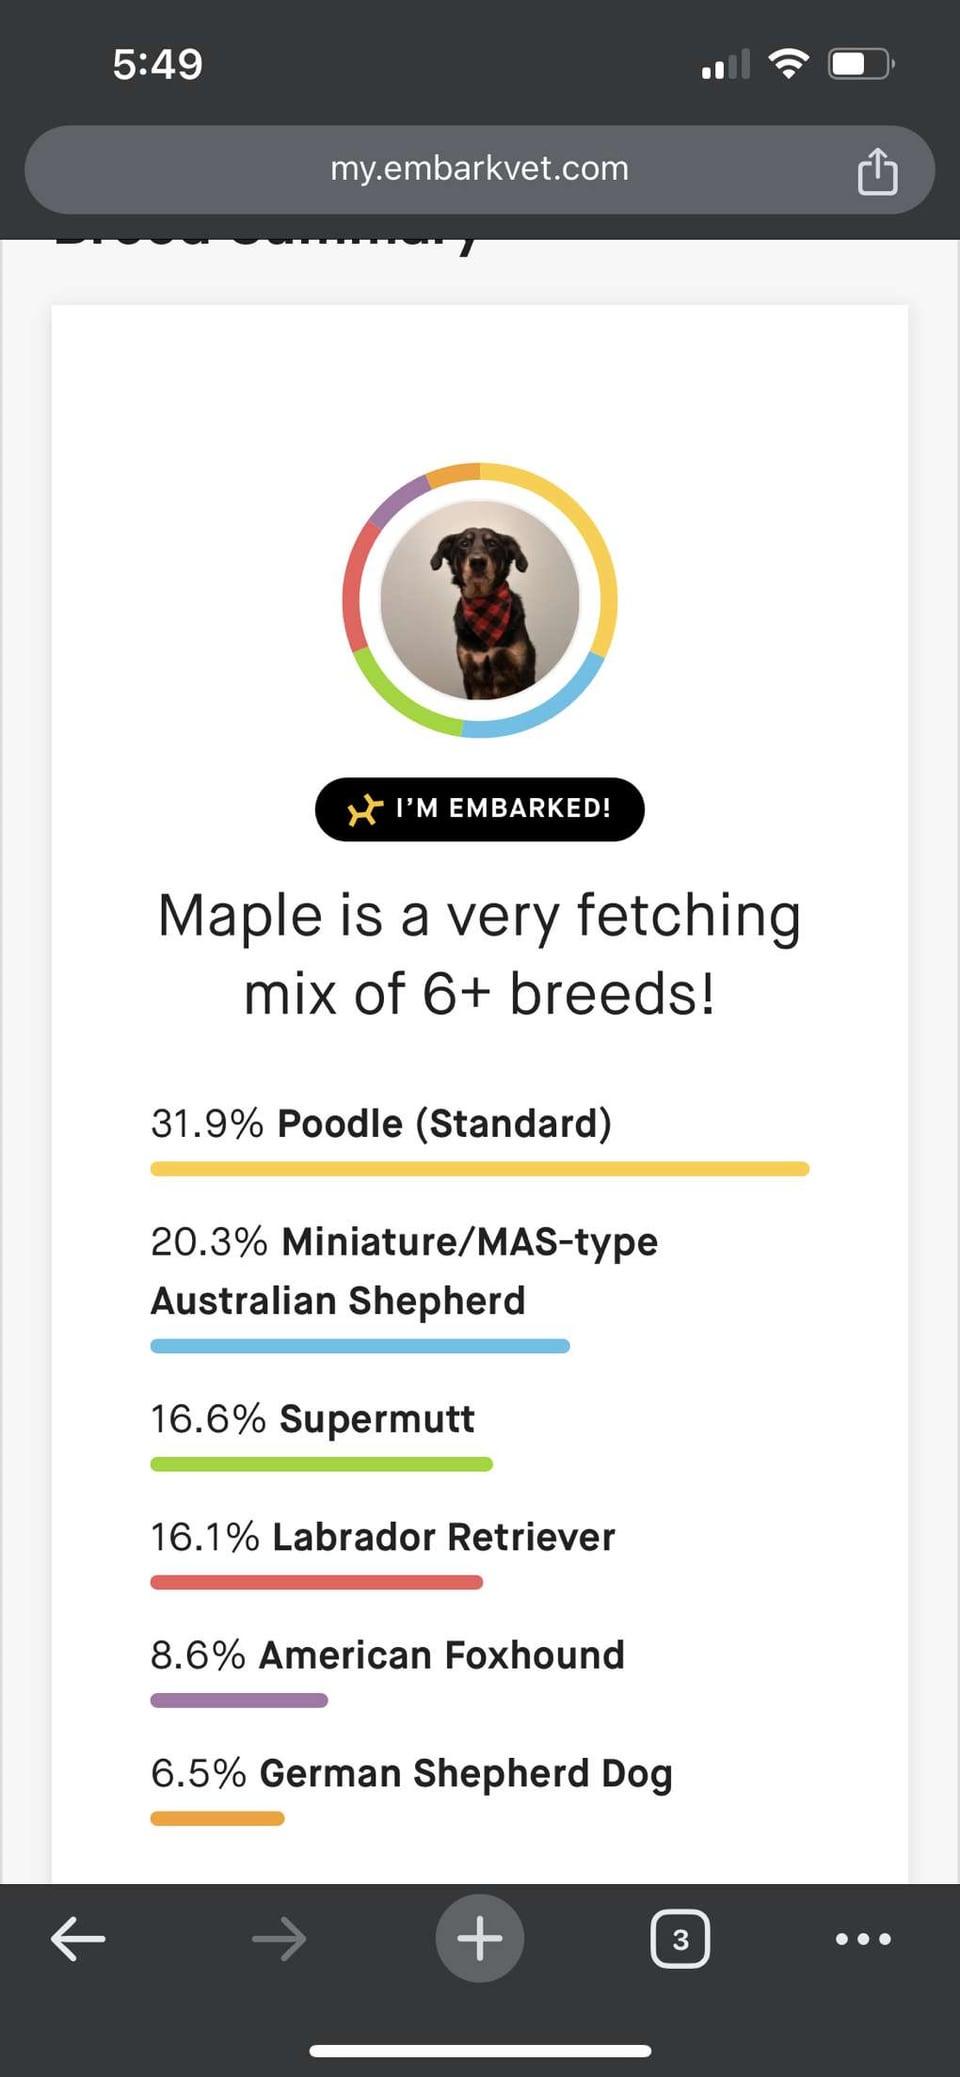 5:49
my.embarkvet.com
Breed Summary
I'M EMBARKED!
Maple is a very fetching
mix of 6+ breeds!
31.9% Poodle (Standard)
20.3% Miniature/MAS-type
Australian Shepherd
16.6% Supermutt
16.1% Labrador Retriever
8.6% American Foxhound
6.5% German Shepherd Dog
3